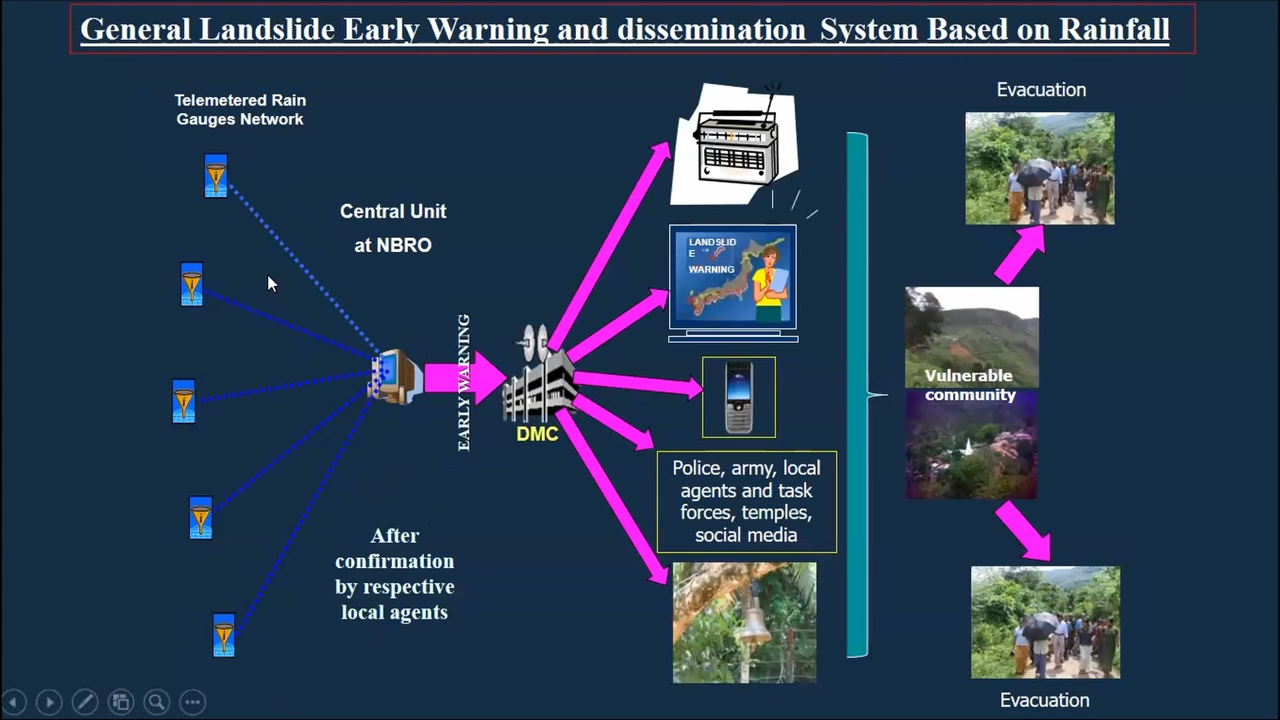 General Landslide Early Warning and dissemination System Based on Rainfall
Telemetered Rain
Gauges Network
Central Unit
at NBRO
EARLY WARNING
DMC
After
confirmation
by respective
local agents
LANDSLID
E
WARNING
Police, army, local
agents and task
forces, temples,
social media
Evacuation
Vulnerable
community
Evacuation